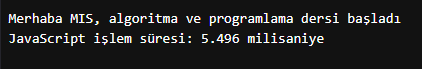 Merhaba MIS, algoritma ve programlama dersi başladı
JavaScript işlem süresi: 5.496 milisaniye